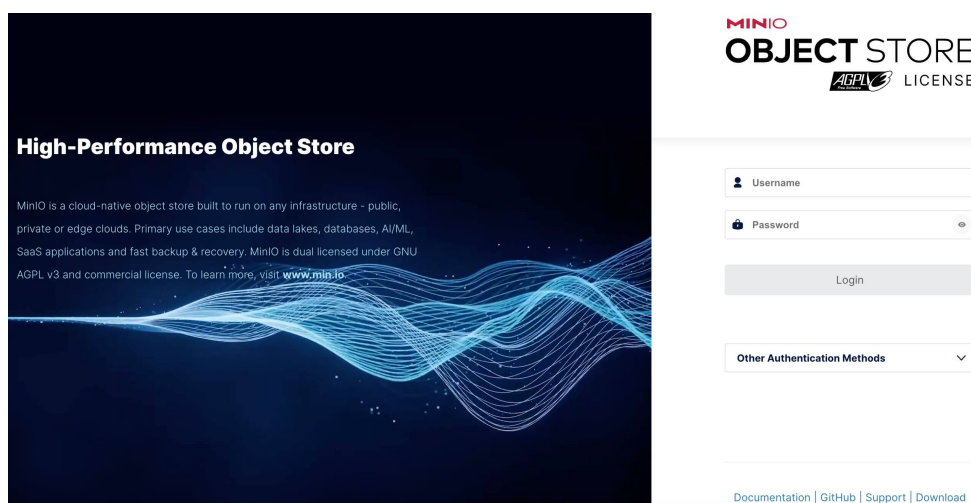 High-Performance Object Store
MinIO is a cloud-native object store built to run on any infrastructure - public,
private or edge clouds. Primary use cases include data lakes, databases, AI/ML,
SaaS applications and fast backup & recovery. MinIO is dual licensed under GNU
AGPL v3 and commercial license. To learn more, visit www.min.io.
MINIO
OBJECT STORE
AGPLv3 LICENSE
Free Software
Username
Password
Login
Other Authentication Methods
Documentation | GitHub | Support | Download